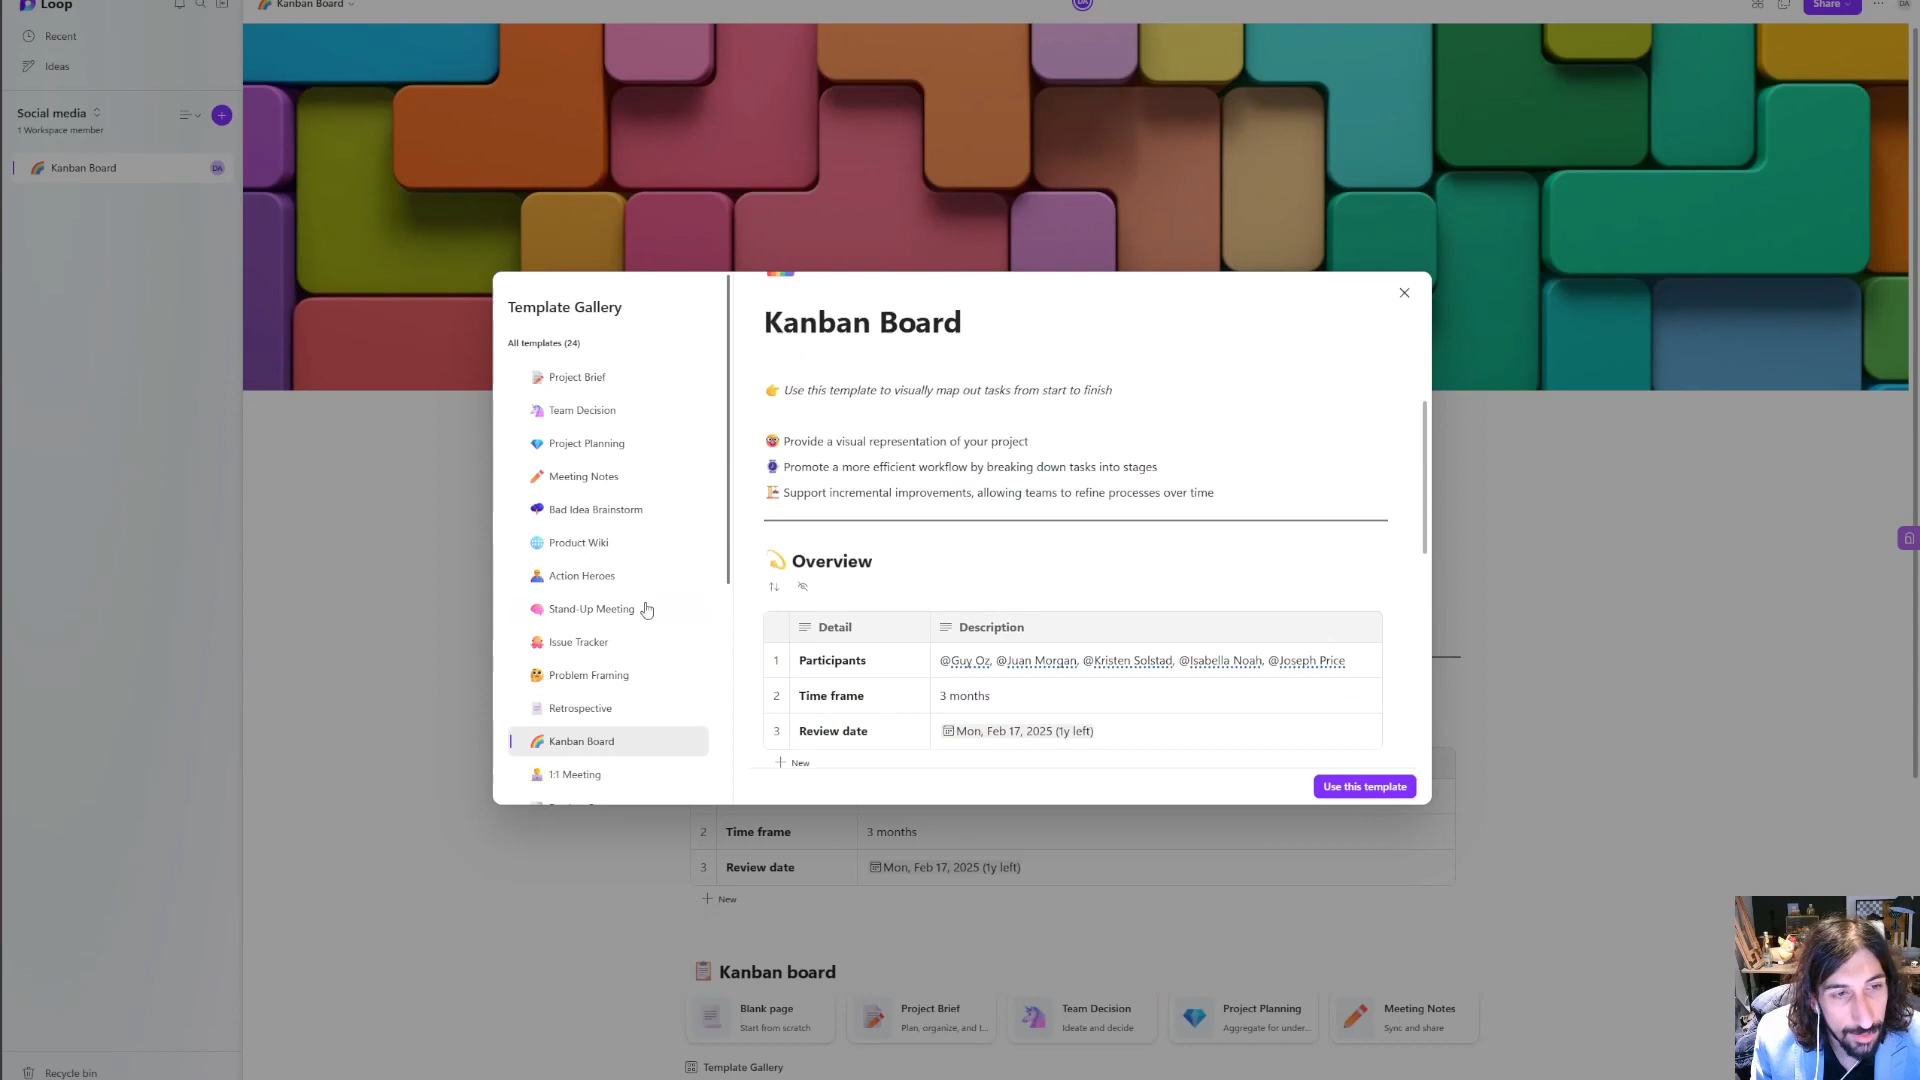 Loop
Kanban Board
DA
Share
DA
Recent
Ideas
Social media
1 Workspace member
Kanban Board
DA
Template Gallery
All templates (24)
Project Brief
Team Decision
Project Planning
Meeting Notes
Bad Idea Brainstorm
Product Wiki
Action Heroes
Stand-Up Meeting
Issue Tracker
Problem Framing
Retrospective
Kanban Board
1:1 Meeting
Kanban Board
Use this template to visually map out tasks from start to finish
Provide a visual representation of your project
Promote a more efficient workflow by breaking down tasks into stages
Support incremental improvements, allowing teams to refine processes over time
Overview
Detail Description
1 Participants @Guy Oz, @Juan Morgan, @Kristen Solstad, @Isabella Noah, @Joseph Price
2 Time frame 3 months
3 Review date Mon, Feb 17, 2025 (1y left)
New
Use this template
2 Time frame 3 months
3 Review date Mon, Feb 17, 2025 (1y left)
New
Kanban board
Blank page
Start from scratch
Project Brief
Plan, organize, and t...
Team Decision
Ideate and decide
Project Planning
Aggregate for under...
Meeting Notes
Sync and share
Template Gallery
Recycle bin